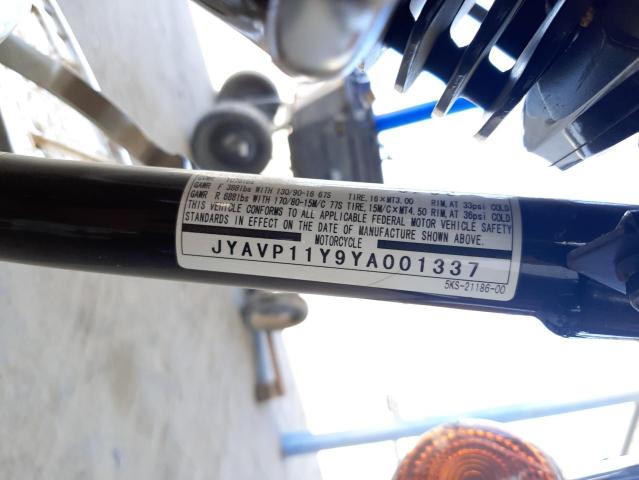 GAWR F 388lbs WITH 130/90-16 67S TIRE, 16×MT3.00 RIM, AT 33psi COLD
GAWR R 688lbs WITH 170/80-15M/C 77S TIRE, 15M/C×MT4.50 RIM, AT 36psi COLD
THIS VEHICLE CONFORMS TO ALL APPLICABLE FEDERAL MOTOR VEHICLE SAFETY
STANDARDS IN EFFECT ON THE DATE OF MANUFACTURE SHOWN ABOVE.
MOTORCYCLE
JYAVP11Y9YA001337
5KS-21186-00